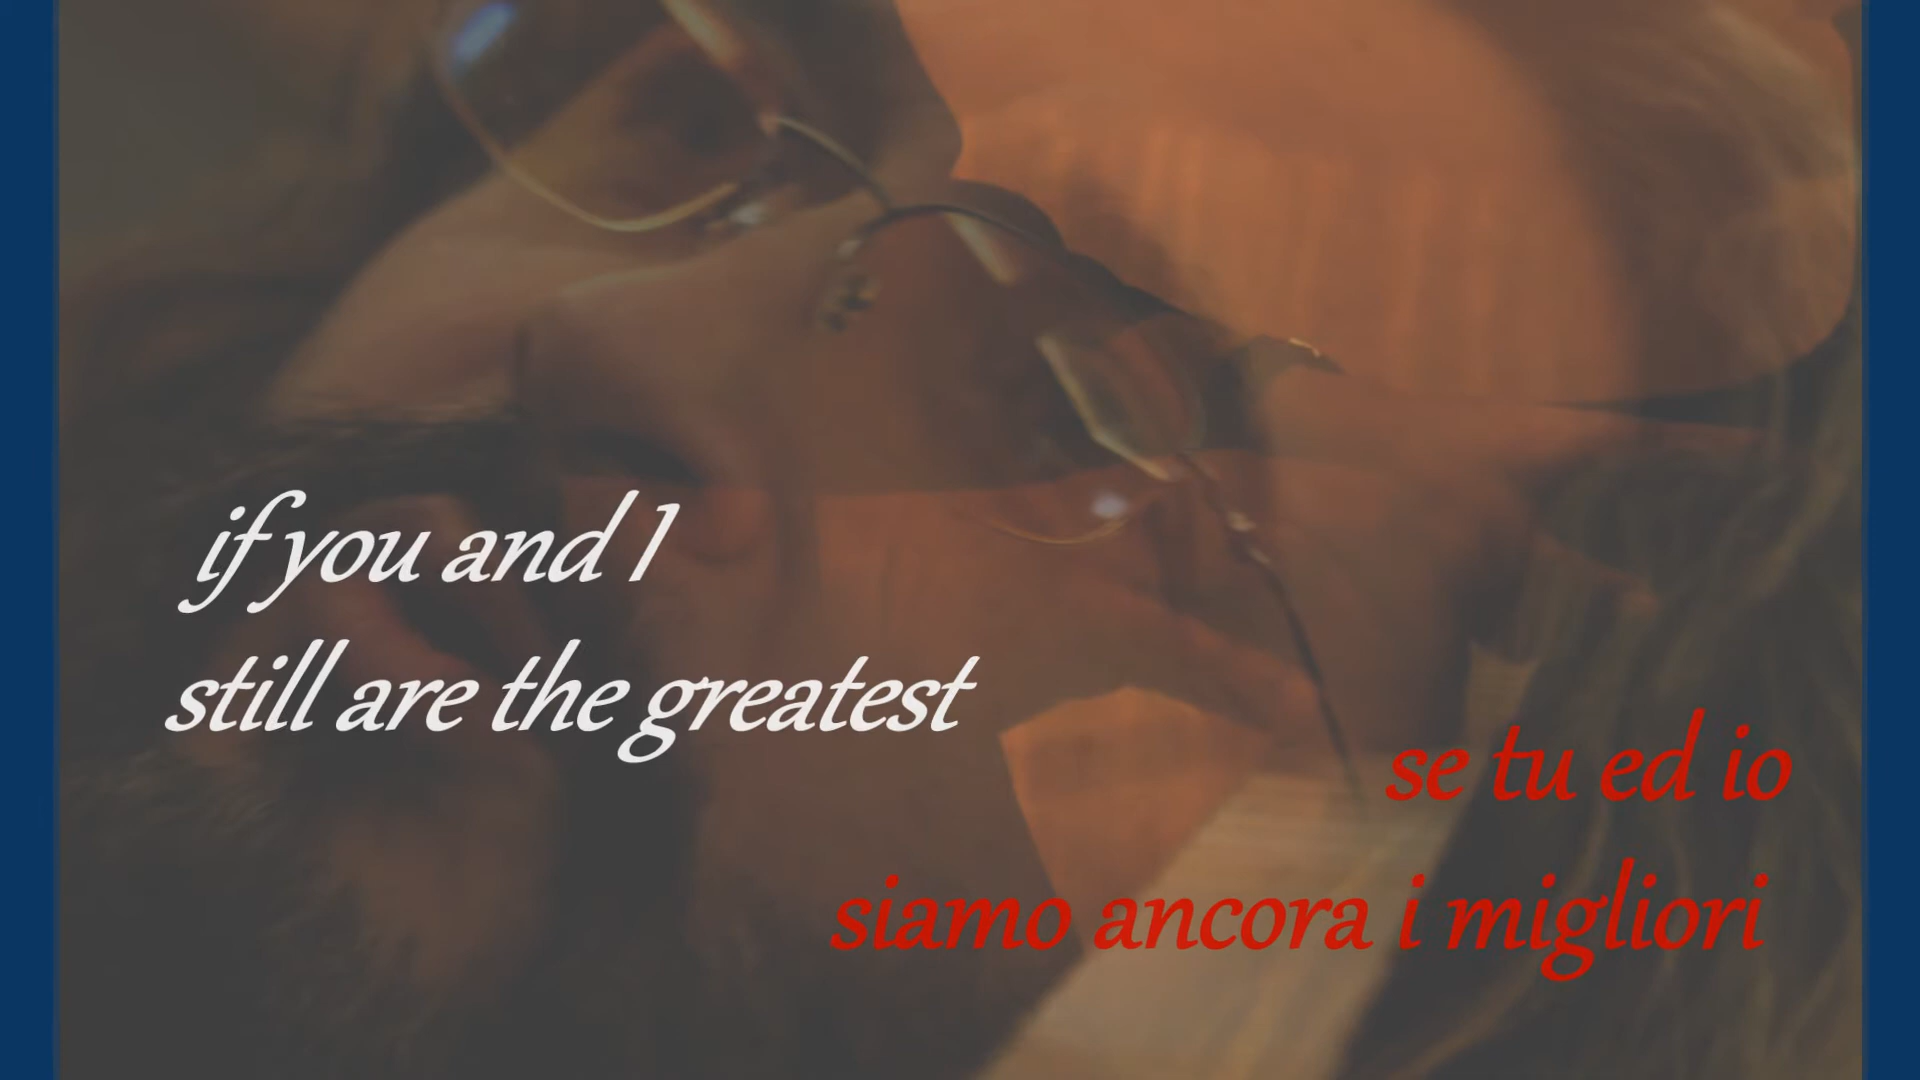 if you and I
still are the greatest
se tu ed io
siamo ancora i migliori